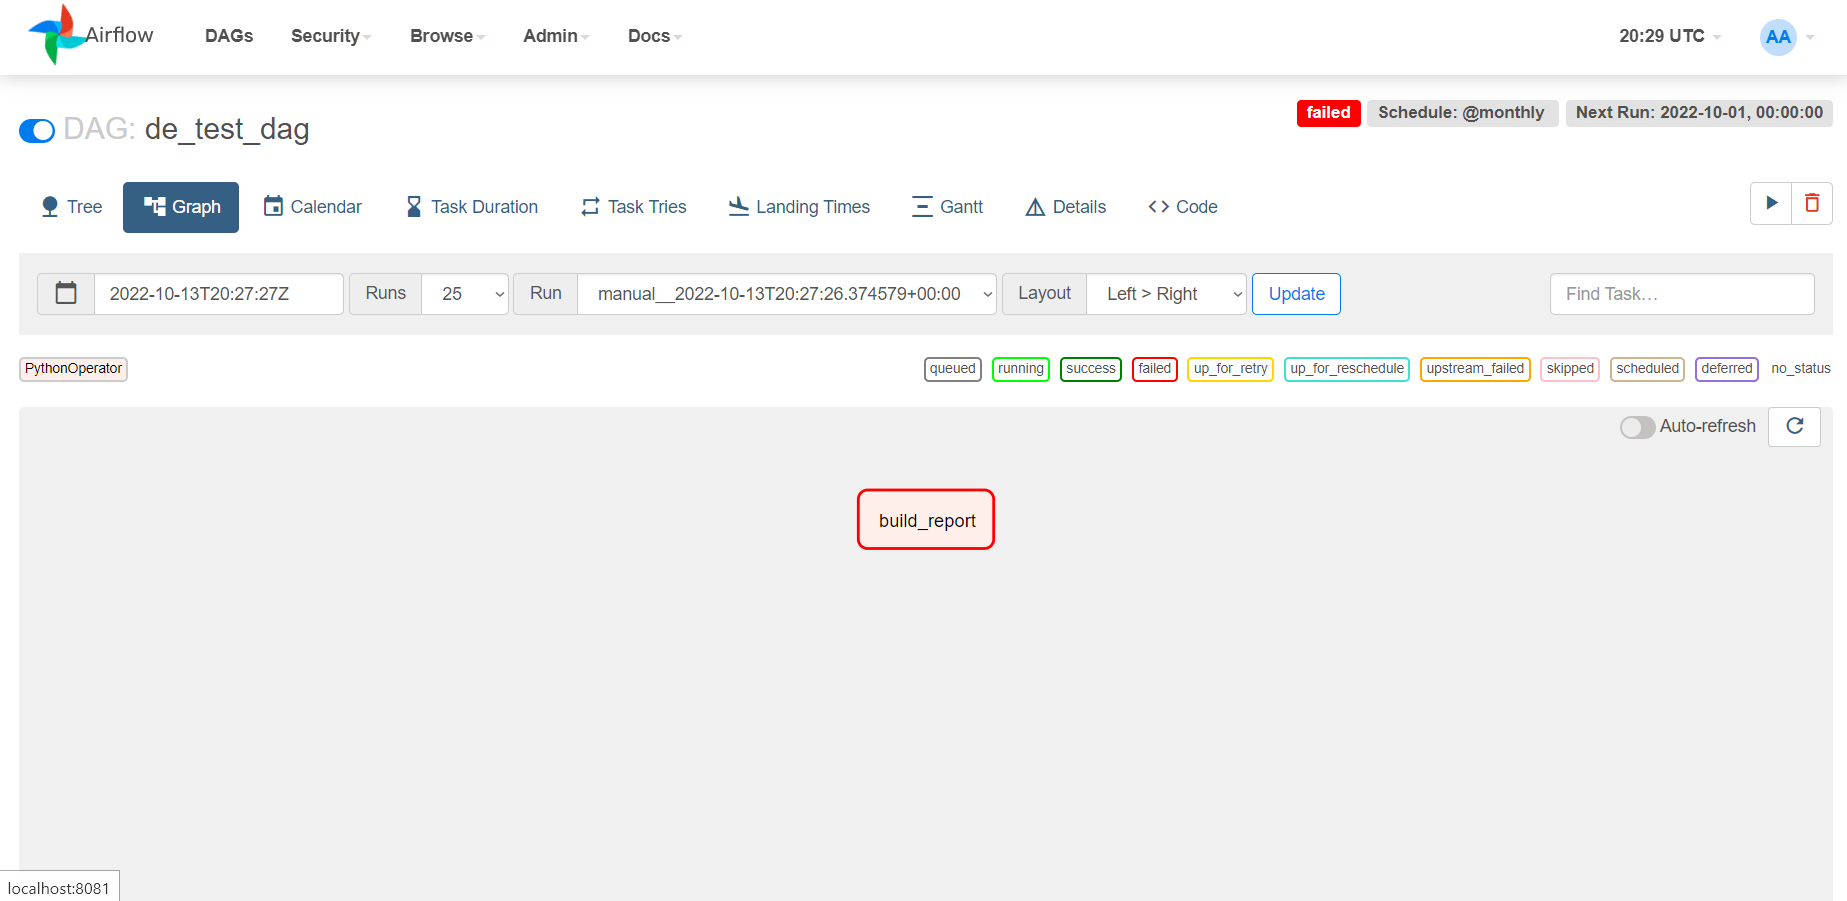 Airflow DAGs Security Browse Admin Docs 20:29 UTC AA
DAG: de_test_dag failed Schedule: @monthly Next Run: 2022-10-01, 00:00:00
Tree Graph Calendar Task Duration Task Tries Landing Times Gantt Details Code
2022-10-13T20:27:27Z Runs 25 Run manual__2022-10-13T20:27:26.374579+00:00 Layout Left > Right Update Find Task…
PythonOperator queued running success failed up_for_retry up_for_reschedule upstream_failed skipped scheduled deferred no_status
Auto-refresh
build_report
localhost:8081